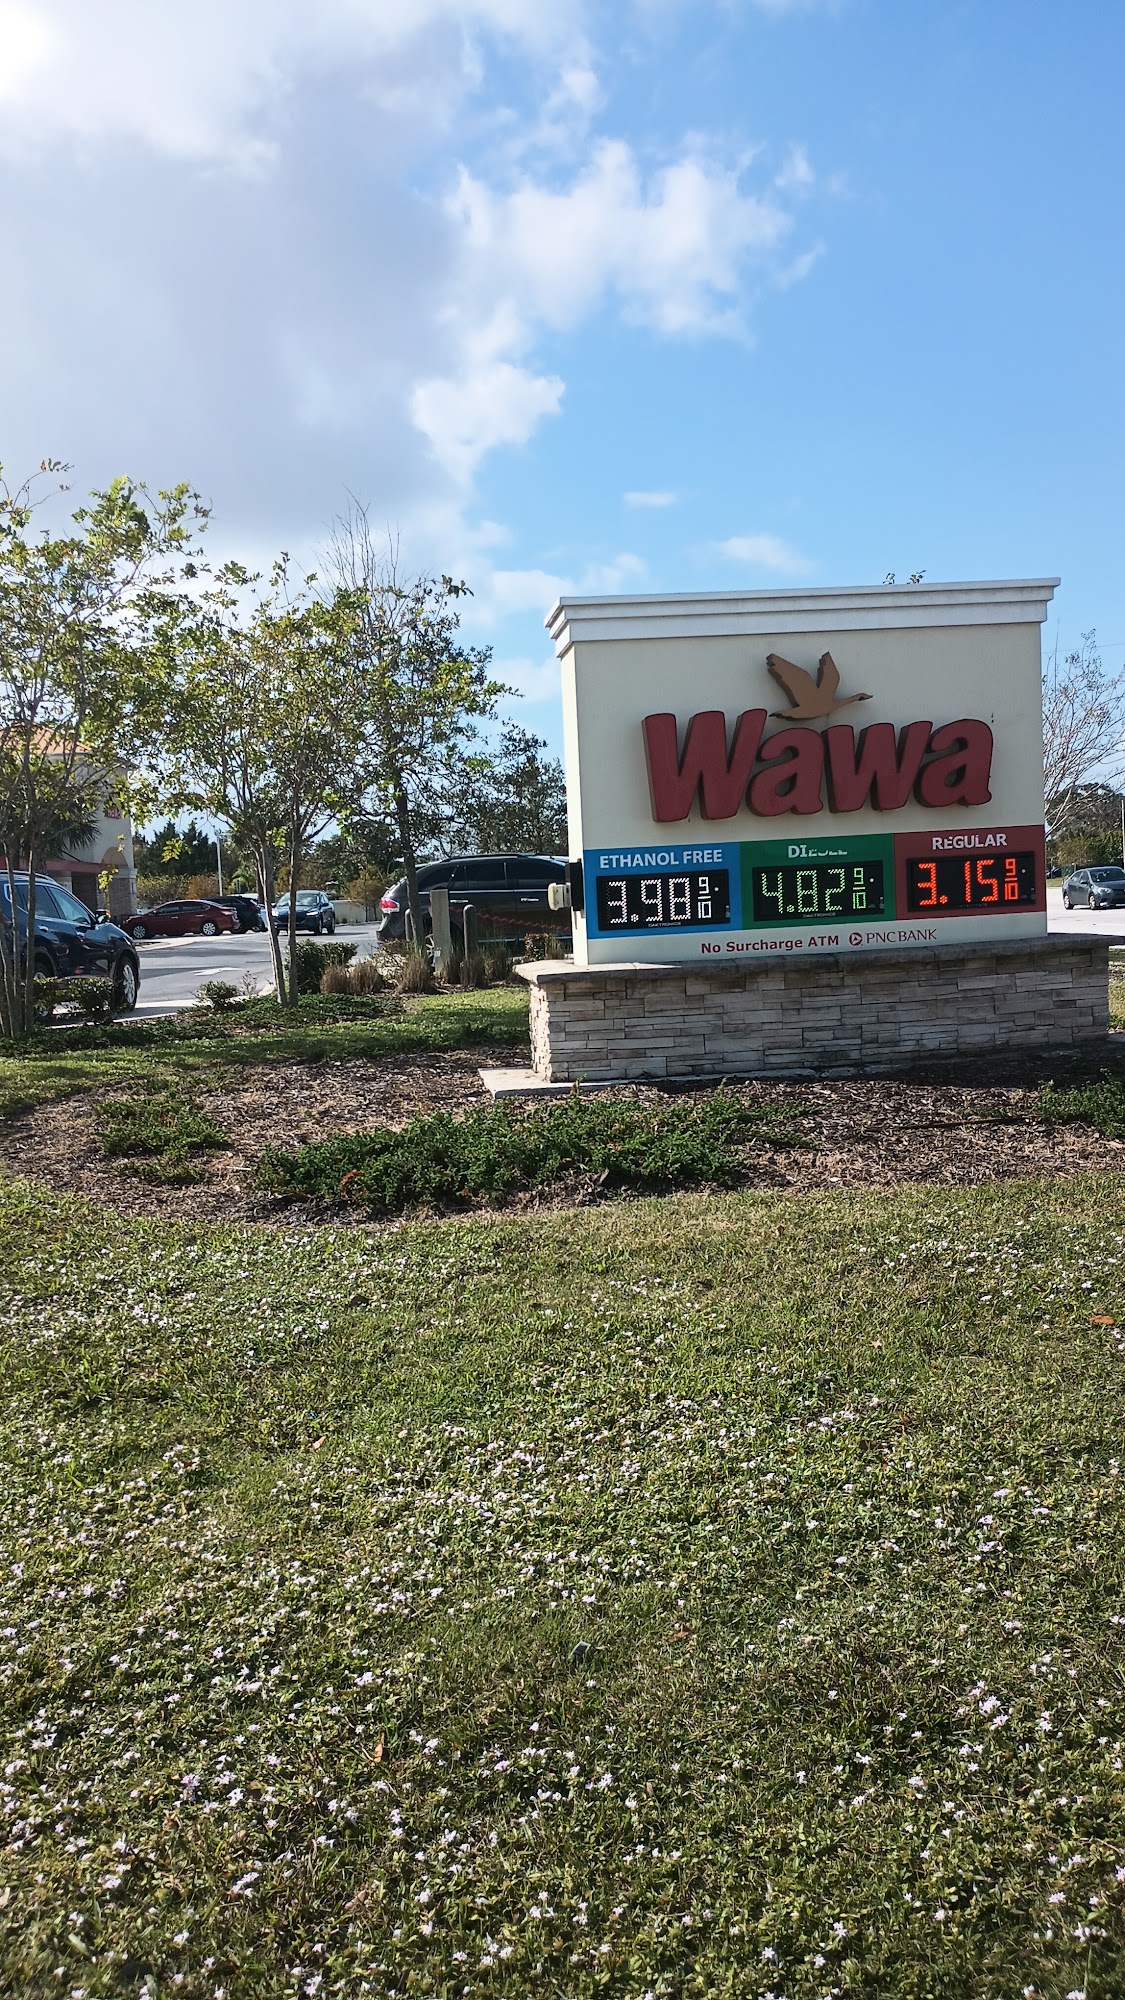 Wawa
ETHANOL FREE
REGULAR
3.98 9/10
4.82 9/10
3.15 9/10
No Surcharge ATM PNC BANK